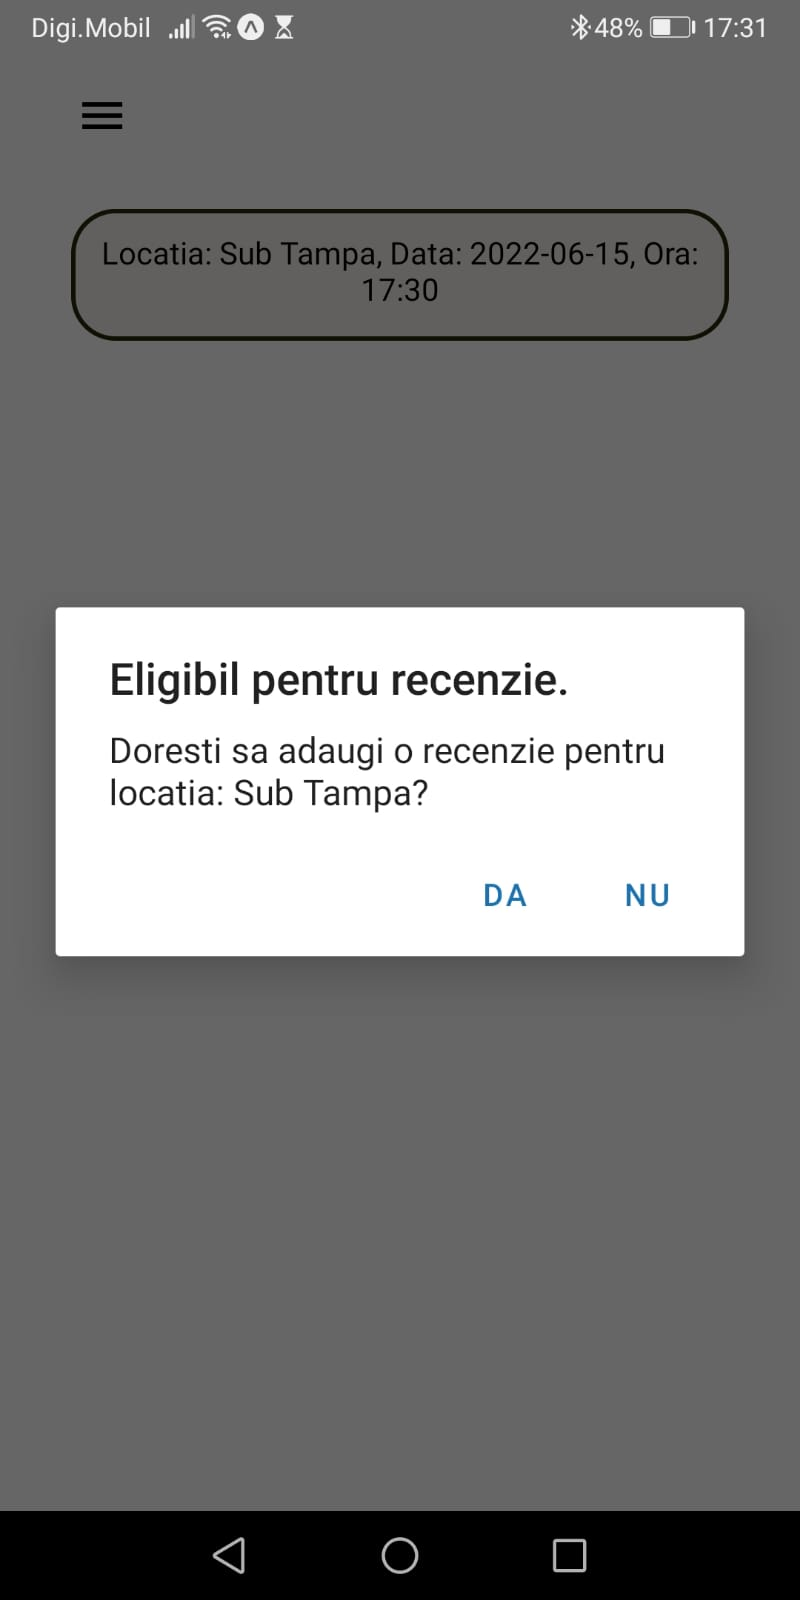 Digi.Mobil 48% 17:31
Locatia: Sub Tampa, Data: 2022-06-15, Ora:
17:30
Eligibil pentru recenzie.
Doresti sa adaugi o recenzie pentru
locatia: Sub Tampa?
DA NU